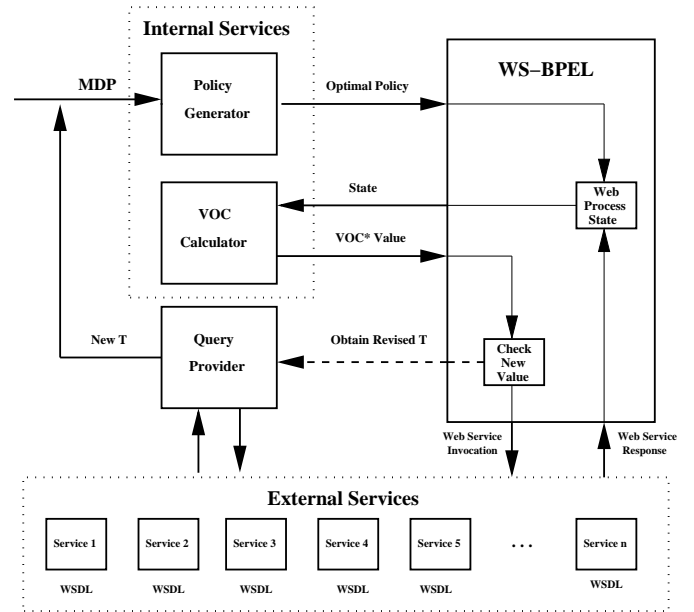 Internal Services
MDP
Policy
Generator
Optimal Policy
WS–BPEL
State
Web
Process
State
VOC
Calculator
VOC* Value
New T
Query
Provider
Obtain Revised T
Check
New
Value
Web Service
Invocation
Web Service
Response
External Services
Service 1
Service 2
Service 3
Service 4
Service 5
. . .
Service n
WSDL
WSDL
WSDL
WSDL
WSDL
WSDL